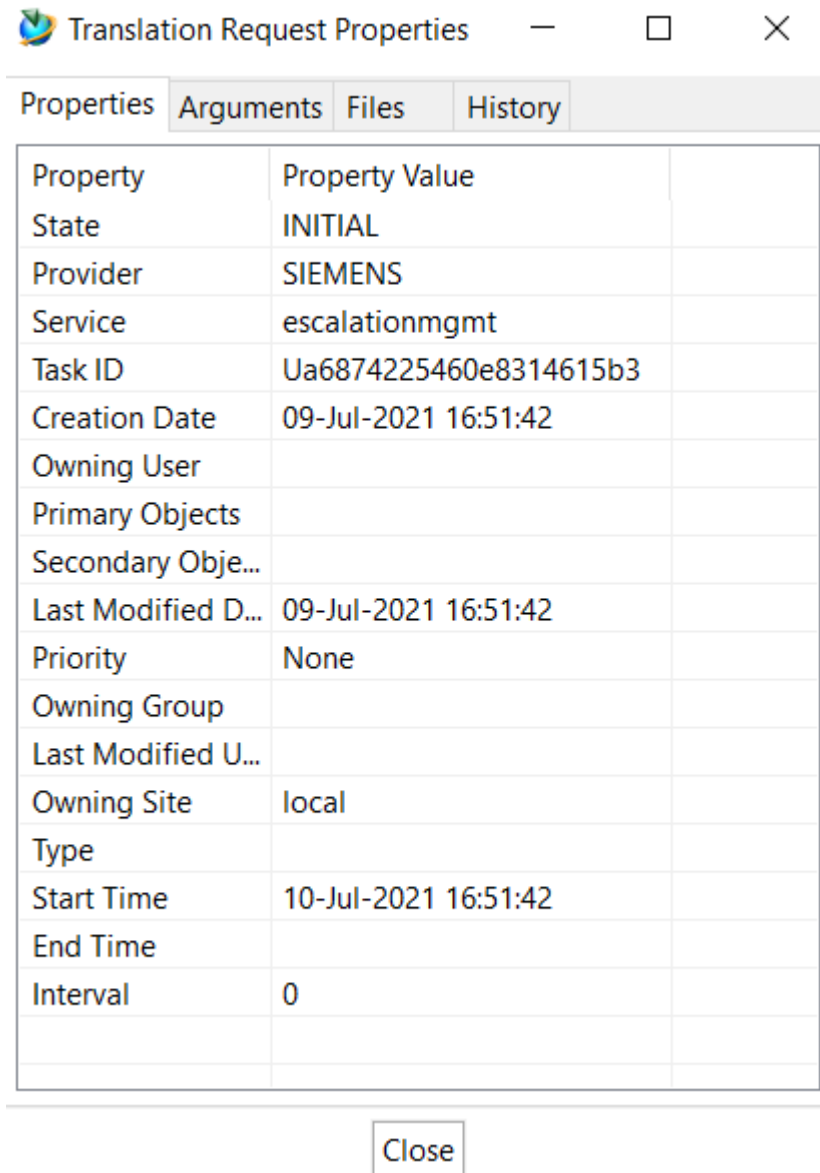 Translation Request Properties
Properties Arguments Files History
Property Property Value
State INITIAL
Provider SIEMENS
Service escalationmgmt
Task ID Ua6874225460e8314615b3
Creation Date 09-Jul-2021 16:51:42
Owning User
Primary Objects
Secondary Obje...
Last Modified D... 09-Jul-2021 16:51:42
Priority None
Owning Group
Last Modified U...
Owning Site local
Type
Start Time 10-Jul-2021 16:51:42
End Time
Interval 0
Close